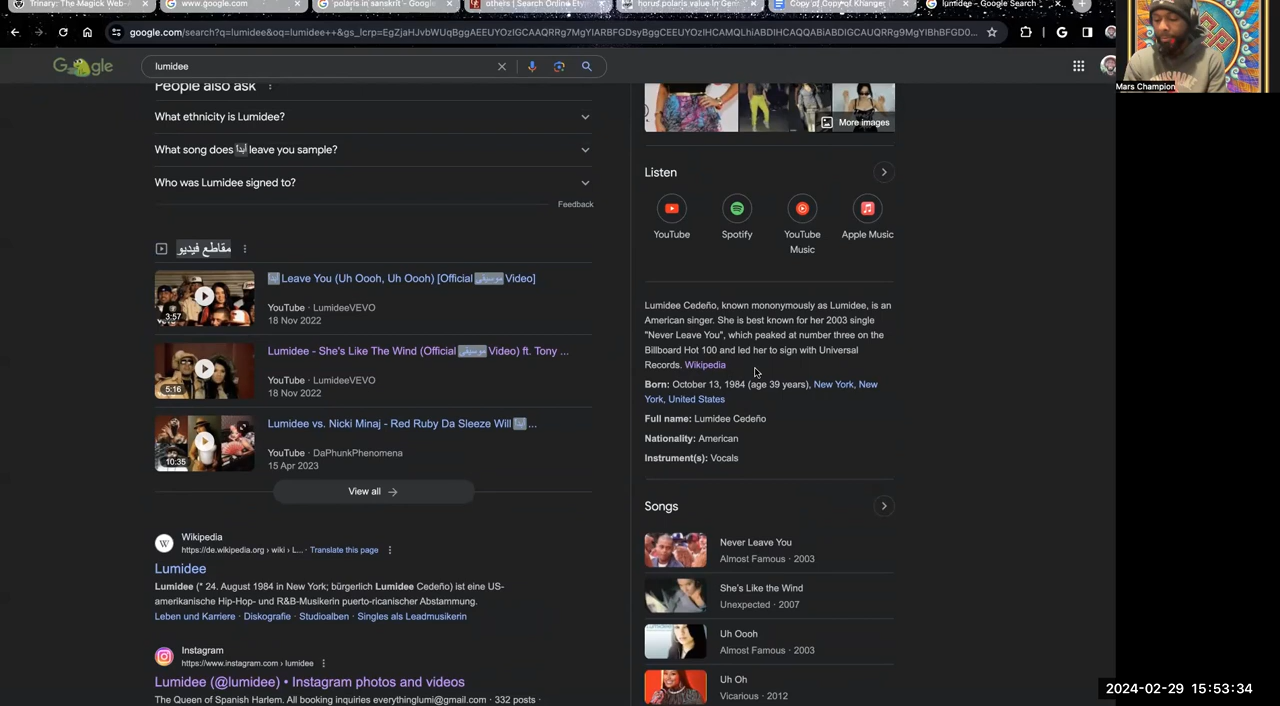 Trinary: The Magick Web-
www.google.com
polaris in sanskrit - Google
others | Search Online Ety
horus polaris value in Gem
Copy of Copy of Khanger
lumidee - Google Search
google.com/search?q=lumidee&oq=lumidee++&gs_lcrp=EgZjaHJvbWUqBggAEEUYOzIGCAAQRRg7MgYIARBFGDsyBggCEEUYOzIHCAMQLhiABDIHCAQQABiABDIGCAUQRRg9MgYIBhBFGD0...
Google
lumidee
Mars Champion
People also ask
What ethnicity is Lumidee?
What song does أبدًا leave you sample?
Who was Lumidee signed to?
Feedback
مقاطع فيديو
أبدًا Leave You (Uh Oooh, Uh Oooh) [Official موسيقى Video]
3:57
YouTube · LumideeVEVO
18 Nov 2022
Lumidee - She's Like The Wind (Official موسيقى Video) ft. Tony ...
5:16
YouTube · LumideeVEVO
18 Nov 2022
Lumidee vs. Nicki Minaj - Red Ruby Da Sleeze Will أبدًا ...
10:35
YouTube · DaPhunkPhenomena
15 Apr 2023
View all
Wikipedia
https://de.wikipedia.org › wiki › L... · Translate this page
Lumidee
Lumidee (* 24. August 1984 in New York; bürgerlich Lumidee Cedeño) ist eine US-
amerikanische Hip-Hop- und R&B-Musikerin puerto-ricanischer Abstammung.
Leben und Karriere · Diskografie · Studioalben · Singles als Leadmusikerin
Instagram
https://www.instagram.com › lumidee
Lumidee (@lumidee) • Instagram photos and videos
The Queen of Spanish Harlem. All booking inquiries everythinglumi@gmail.com · 332 posts ·
More images
Listen
YouTube
Spotify
YouTube
Music
Apple Music
Lumidee Cedeño, known mononymously as Lumidee, is an
American singer. She is best known for her 2003 single
"Never Leave You", which peaked at number three on the
Billboard Hot 100 and led her to sign with Universal
Records. Wikipedia
Born: October 13, 1984 (age 39 years), New York, New
York, United States
Full name: Lumidee Cedeño
Nationality: American
Instrument(s): Vocals
Songs
Never Leave You
Almost Famous · 2003
She's Like the Wind
Unexpected · 2007
Uh Oooh
Almost Famous · 2003
Uh Oh
Vicarious · 2012
2024-02-29 15:53:34